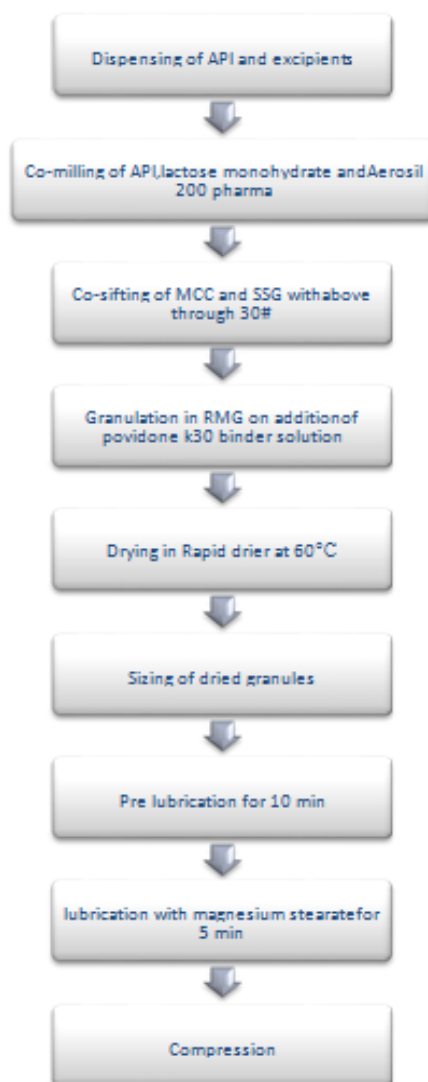 Dispensing of API and excipients
Co-milling of API,lactose monohydrate andAerosil
200 pharma
Co-sifting of MCC and SSG withabove
through 30#
Granulation in RMG on additionof
povidone k30 binder solution
Drying in Rapid drier at 60°C
Sizing of dried granules
Pre lubrication for 10 min
lubrication with magnesium stearatefor
5 min
Compression